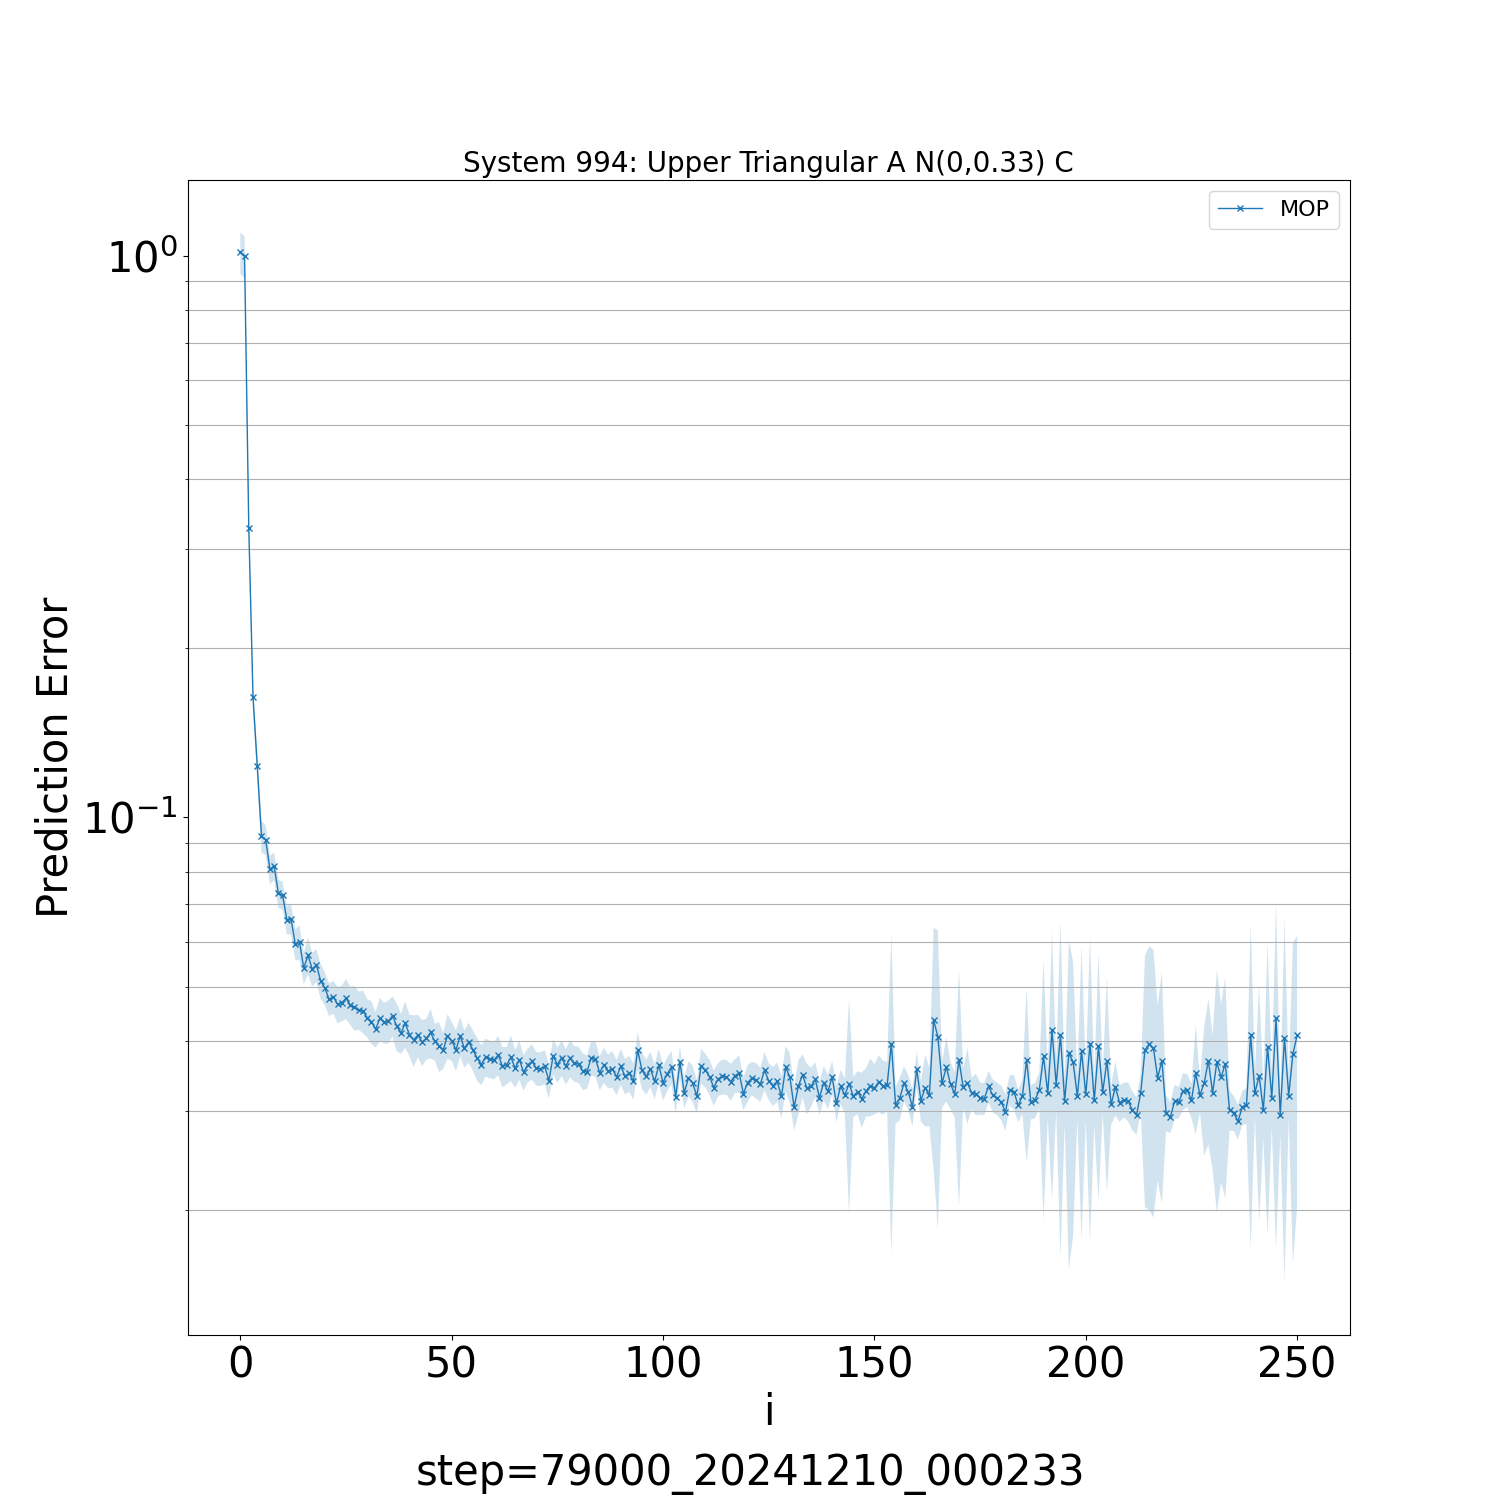 System 994: Upper Triangular A N(0,0.33) C
MOP
10⁰
10⁻¹
Prediction Error
0 50 100 150 200 250
i
step=79000_20241210_000233